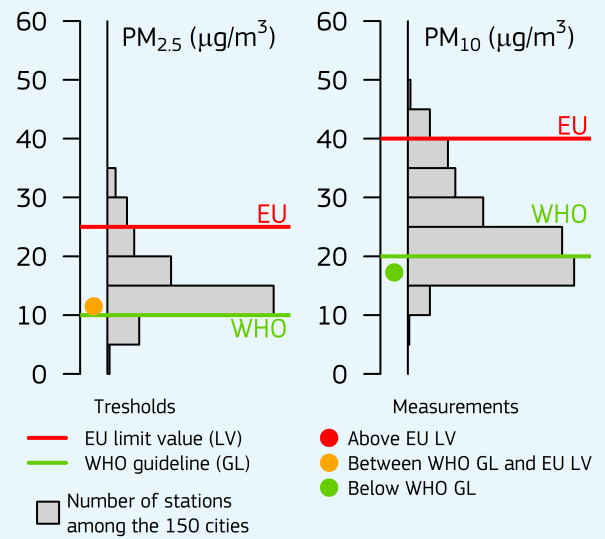 PM2.5 (µg/m³)
60
50
40
30
20
10
0
EU
WHO
PM10 (µg/m³)
60
50
40
30
20
10
0
EU
WHO
Tresholds
EU limit value (LV)
WHO guideline (GL)
Number of stations
among the 150 cities
Measurements
Above EU LV
Between WHO GL and EU LV
Below WHO GL